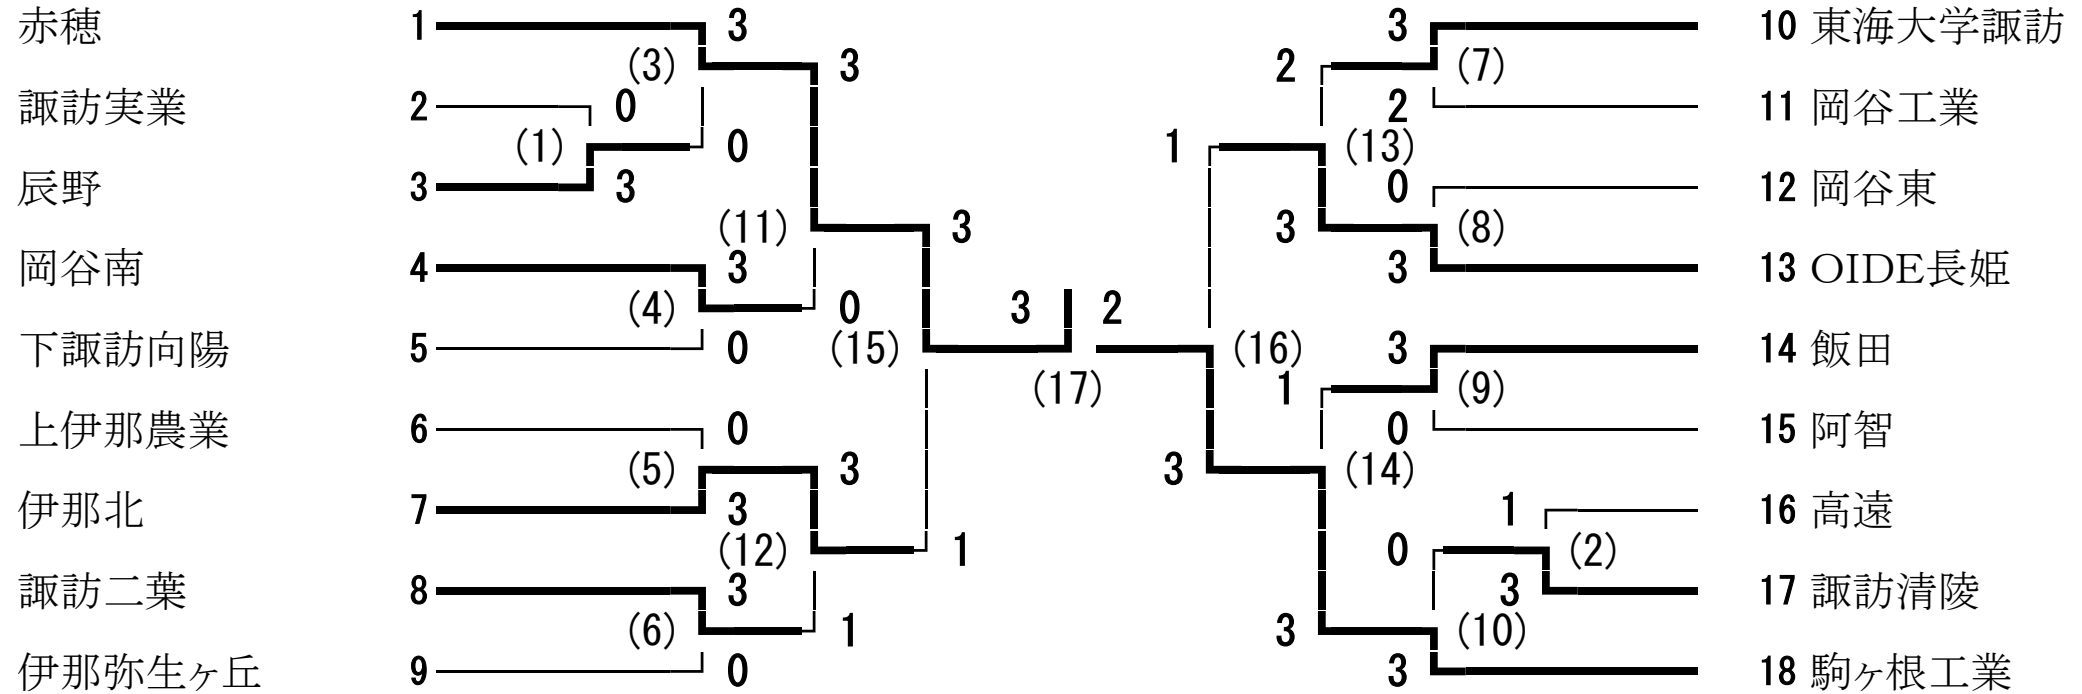 赤穂 1 3 3 10 東海大学諏訪
(3) 3 2 (7)
諏訪実業 2 0 2 11 岡谷工業
(1) 0 1 (13)
辰野 3 3 0 12 岡谷東
(11) 3 3 (8)
岡谷南 4 3 3 13 OIDE長姫
(4) 0 3 2
下諏訪向陽 5 0 (15) (16) 3 14 飯田
(17) 1 (9)
上伊那農業 6 0 0 15 阿智
(5) 3 3 (14)
伊那北 7 3 1 16 高遠
(12) 1 0 (2)
諏訪二葉 8 3 3 17 諏訪清陵
(6) 1 3 (10)
伊那弥生ヶ丘 9 0 3 18 駒ヶ根工業